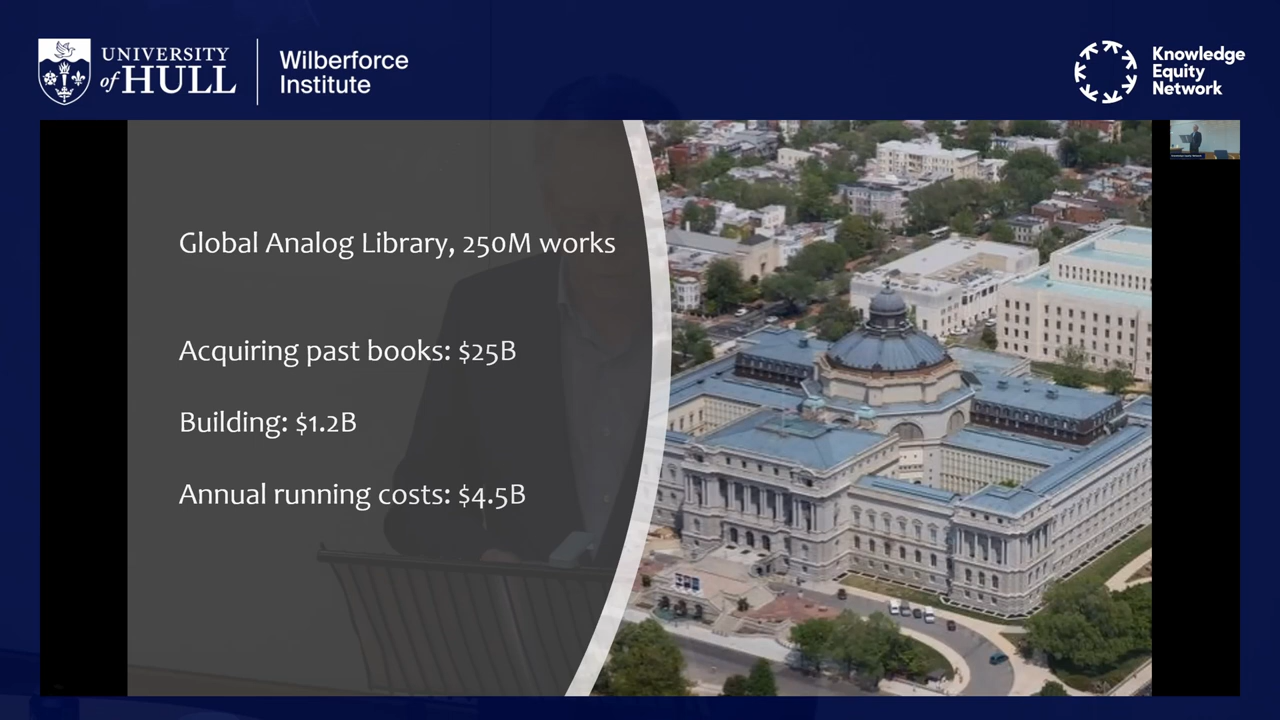 UNIVERSITY
of HULL
Wilberforce
Institute
Knowledge
Equity
Network
Global Analog Library, 250M works
Acquiring past books: $25B
Building: $1.2B
Annual running costs: $4.5B